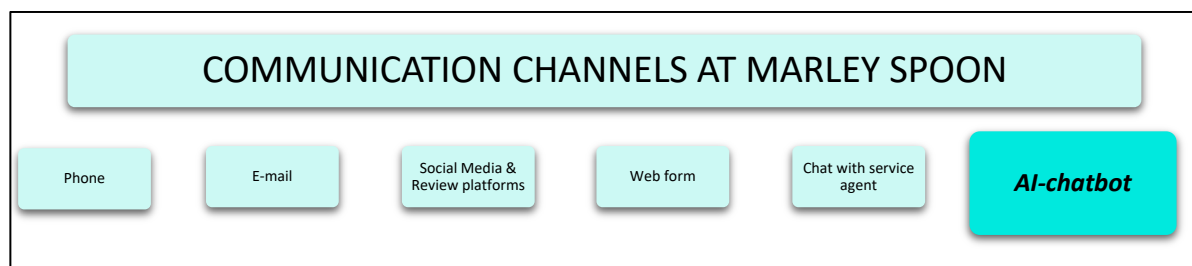 COMMUNICATION CHANNELS AT MARLEY SPOON
Phone
E-mail
Social Media &
Review platforms
Web form
Chat with service
agent
AI-chatbot